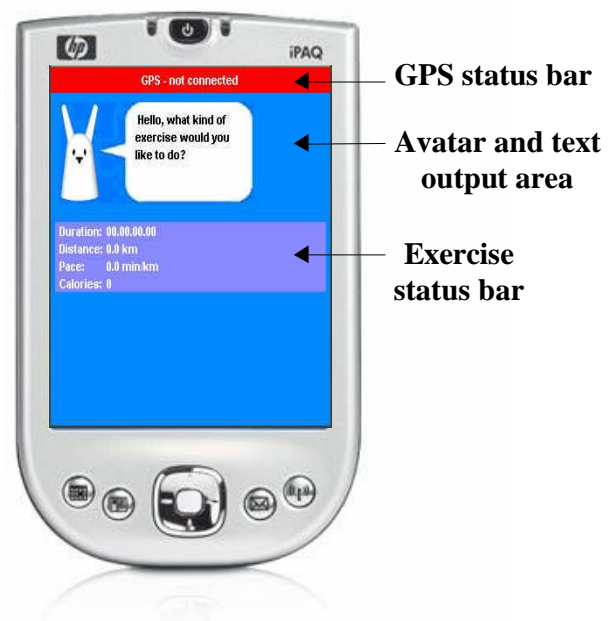 hp
iPAQ
GPS - not connected
Hello, what kind of
exercise would you
like to do?
Duration: 00.00.00.00
Distance: 0.0 km
Pace: 0.0 min/km
Calories: 0
GPS status bar
Avatar and text
output area
Exercise
status bar